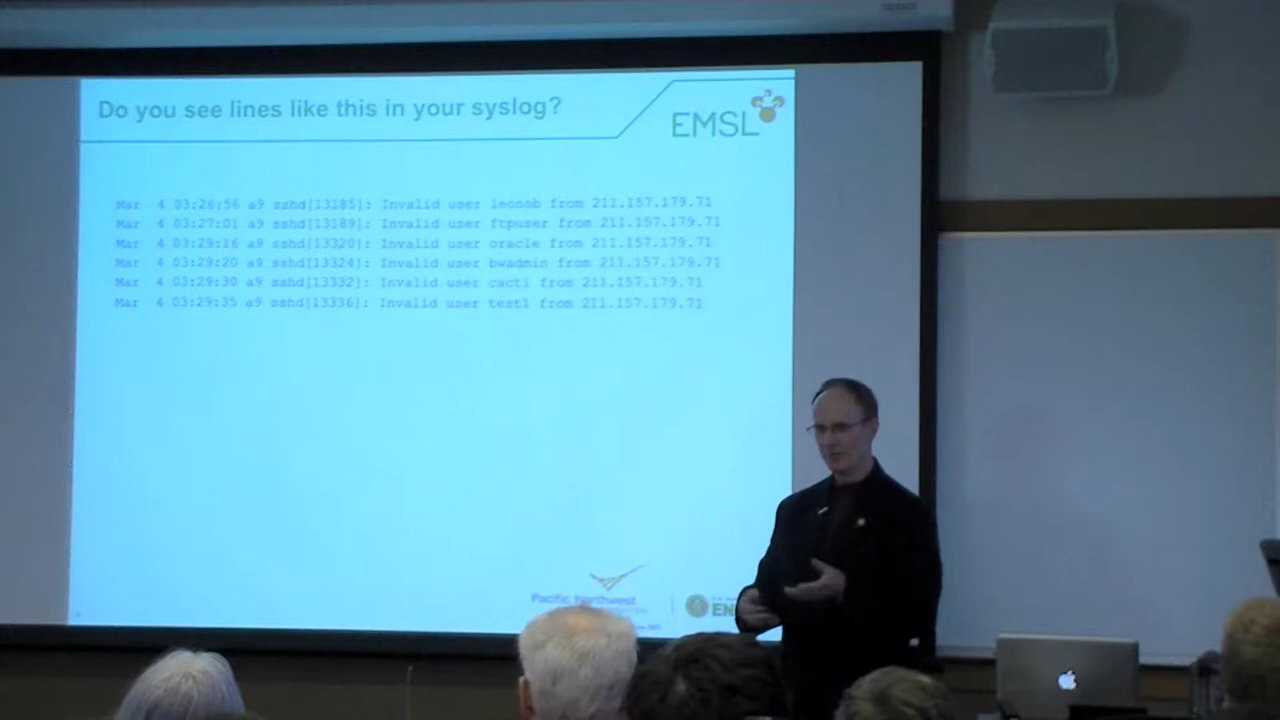 Do you see lines like this in your syslog?
EMSL
Mar 4 03:26:56 a9 sshd[13185]: Invalid user leonob from 211.157.179.71
Mar 4 03:27:01 a9 sshd[13189]: Invalid user ftpuser from 211.157.179.71
Mar 4 03:29:16 a9 sshd[13320]: Invalid user oracle from 211.157.179.71
Mar 4 03:29:20 a9 sshd[13324]: Invalid user bwadmin from 211.157.179.71
Mar 4 03:29:30 a9 sshd[13332]: Invalid user cacti from 211.157.179.71
Mar 4 03:29:35 a9 sshd[13336]: Invalid user test1 from 211.157.179.71
Pacific Northwest
EN